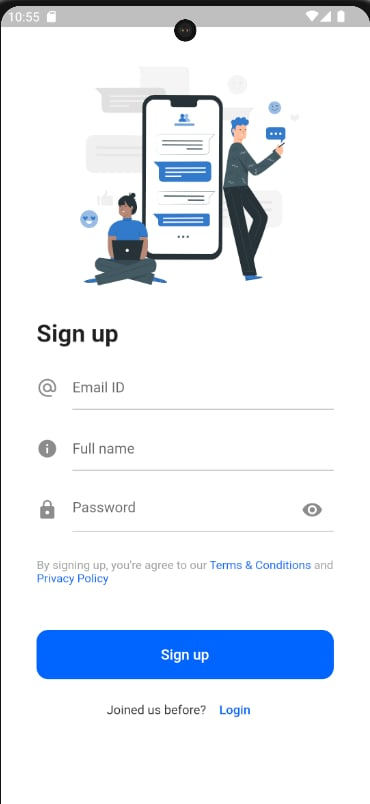 10:55
Sign up
Email ID
Full name
Password
By signing up, you're agree to our Terms & Conditions and
Privacy Policy
Sign up
Joined us before? Login